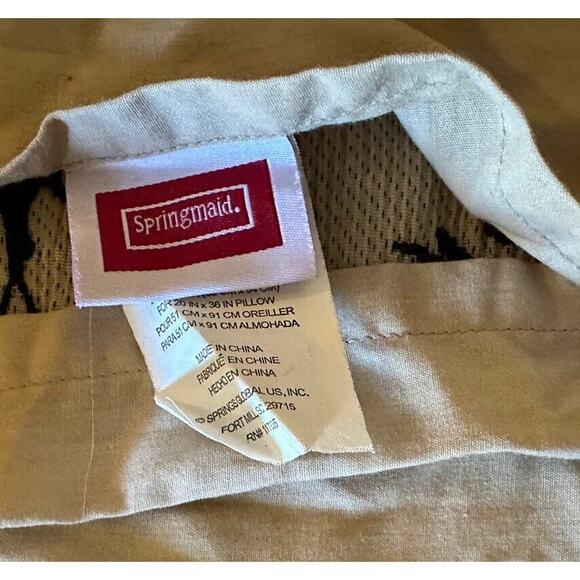 Springmaid.
FOR 20 IN x 36 IN PILLOW
POUR 51 CM x 91 CM OREILLER
PARA 51 CM x 91 CM ALMOHADA
MADE IN CHINA
FABRIQUÉ EN CHINE
HECHO EN CHINA
© SPRINGS GLOBAL US, INC.
FORT MILL SC 29715
RN#